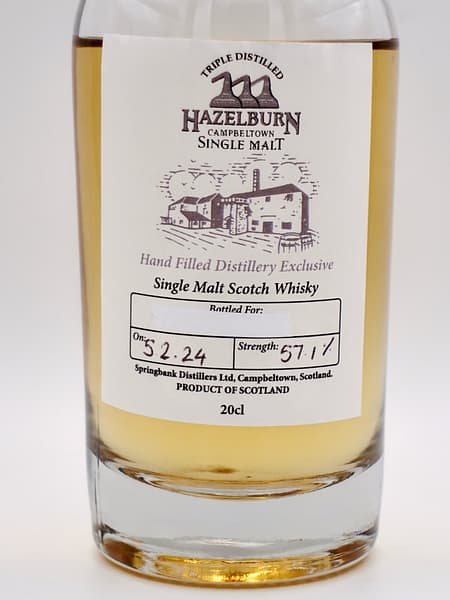 TRIPLE DISTILLED
HAZELBURN
CAMPBELTOWN
SINGLE MALT
Hand Filled Distillery Exclusive
Single Malt Scotch Whisky
Bottled For:
On: 5 2.24 Strength: 57.1%
Springbank Distillers Ltd, Campbeltown, Scotland.
PRODUCT OF SCOTLAND
20cl